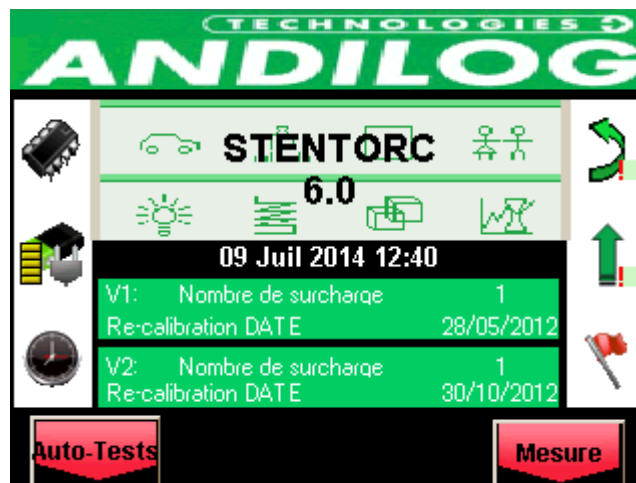 TECHNOLOGIES
ANDILOG
STENTORC
6.0
09 Juil 2014 12:40
V1: Nombre de surcharge 1
Re-calibration DATE 28/05/2012
V2: Nombre de surcharge 1
Re-calibration DATE 30/10/2012
Auto-Tests Mesure